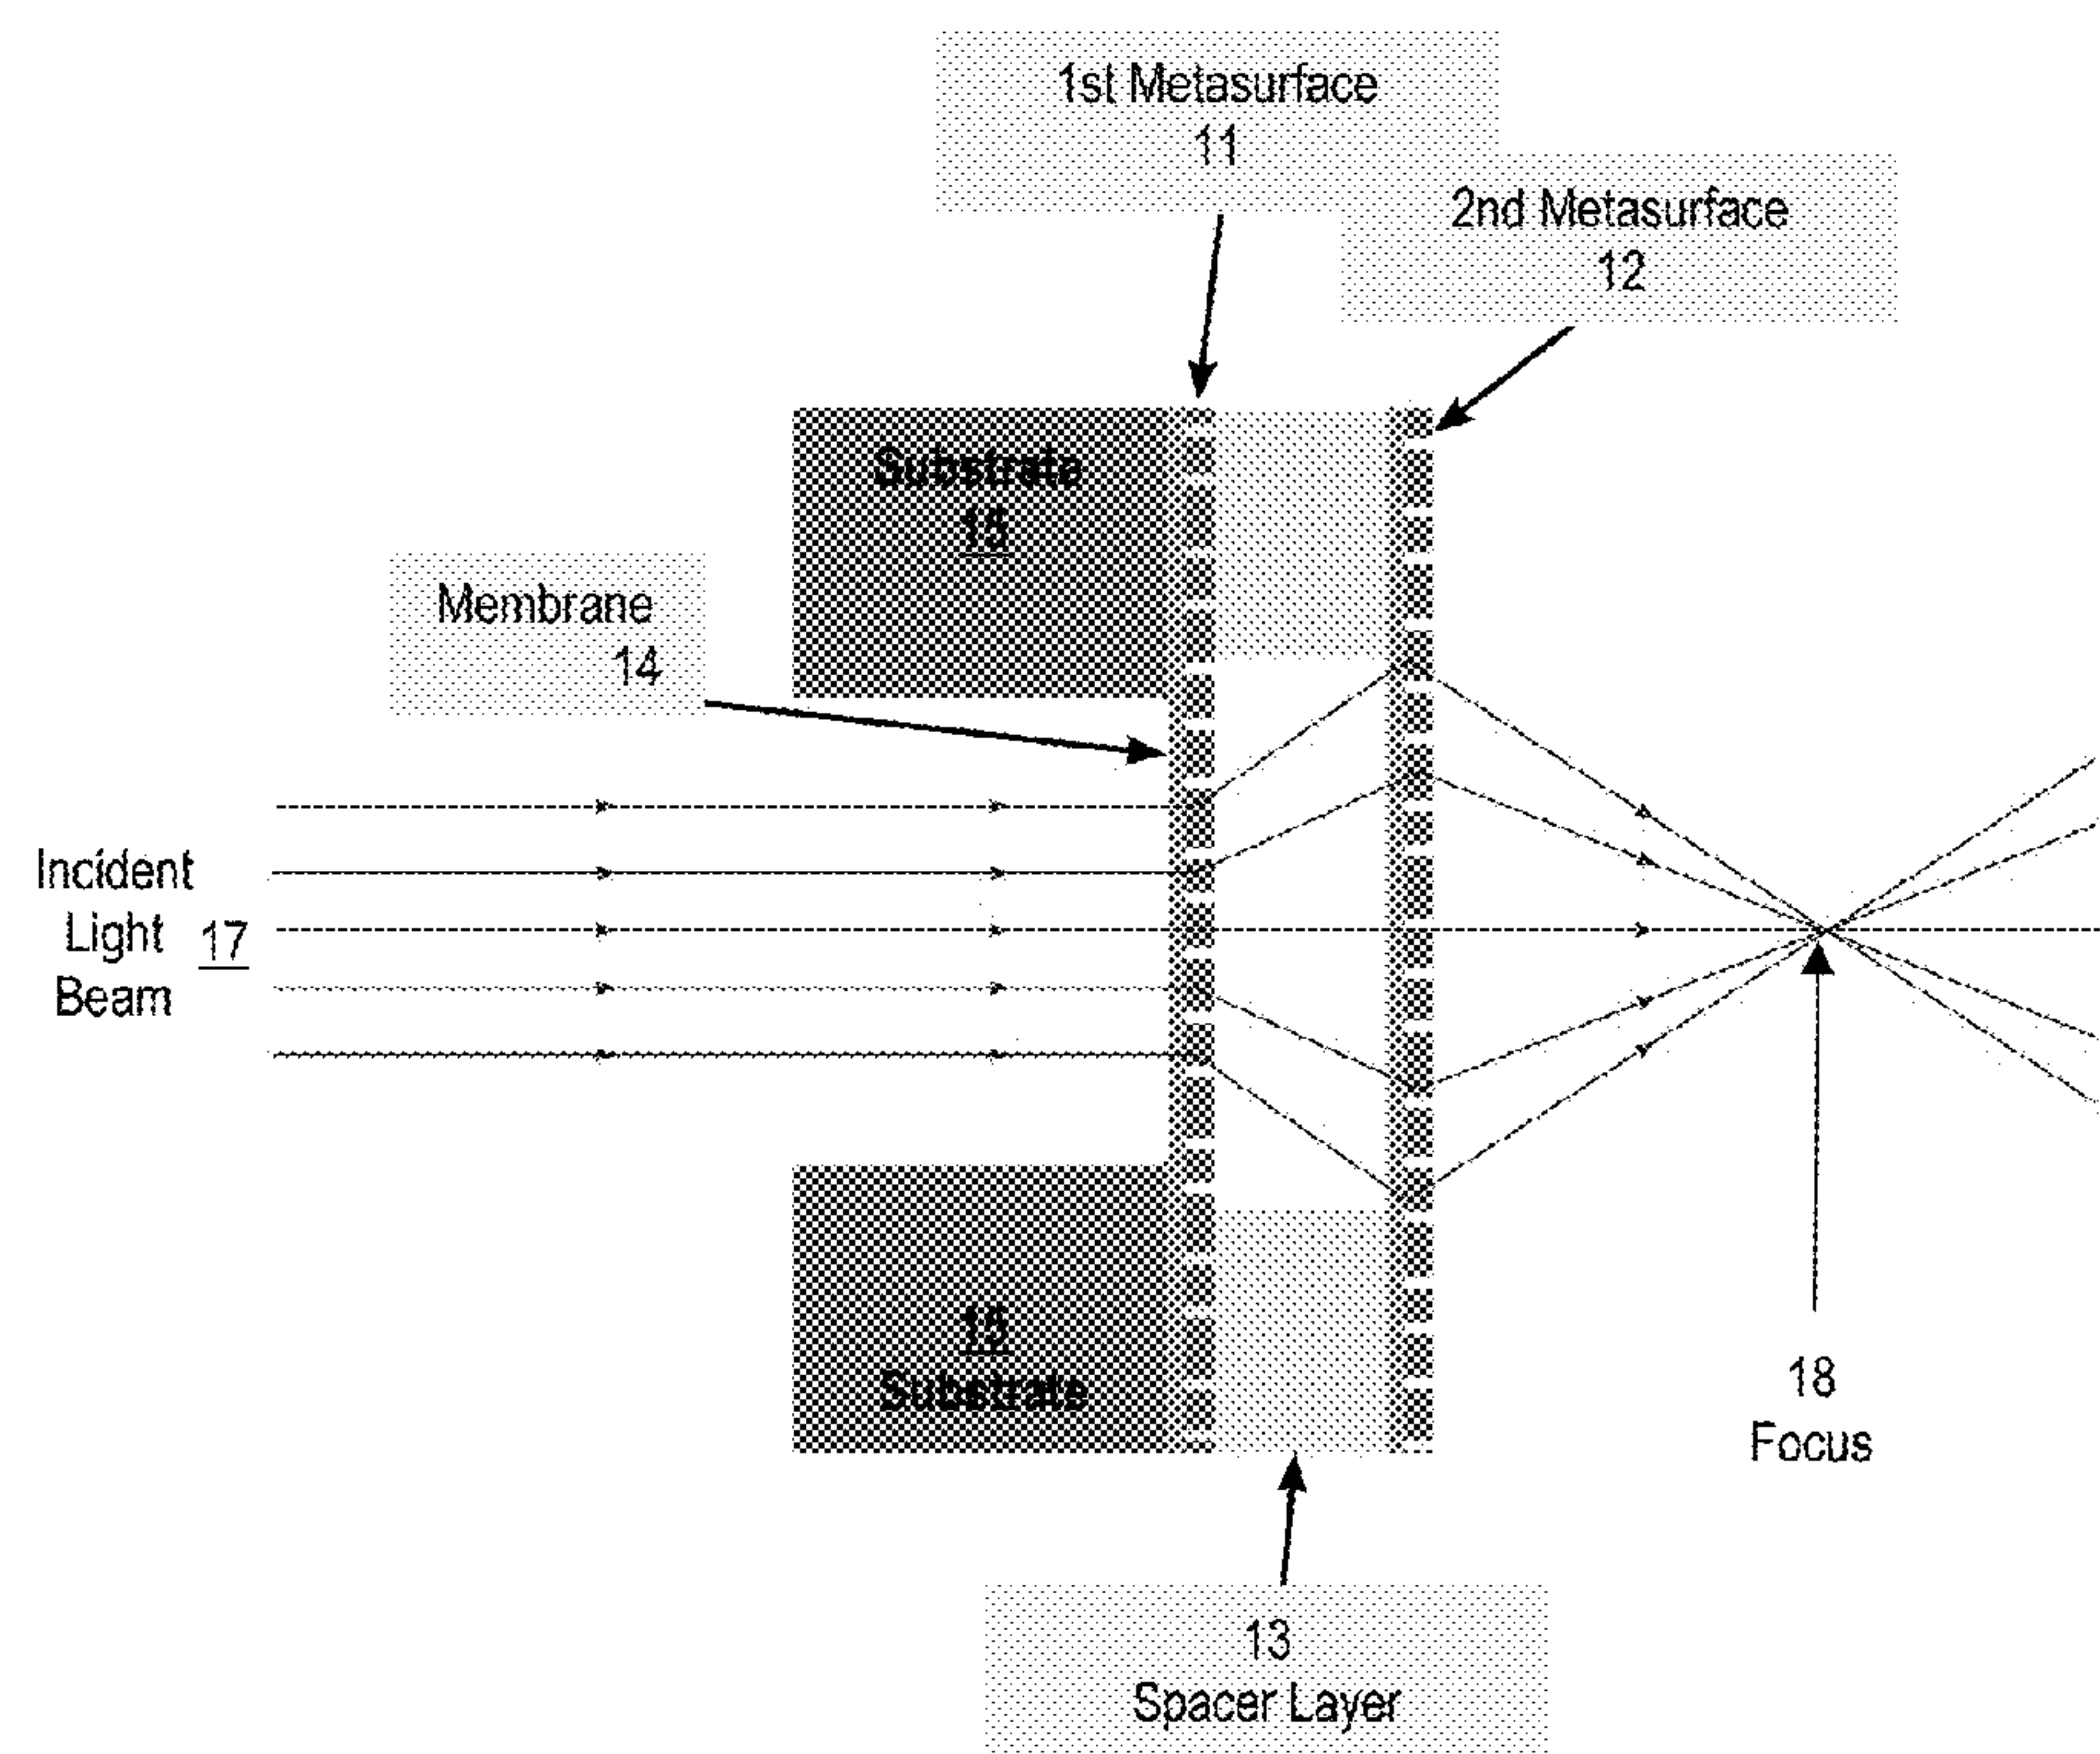 1st Metasurface
11
2nd Metasurface
12
Substrate
15
Membrane
14
Incident
Light
Beam
17
15
Substrate
18
Focus
13
Spacer Layer